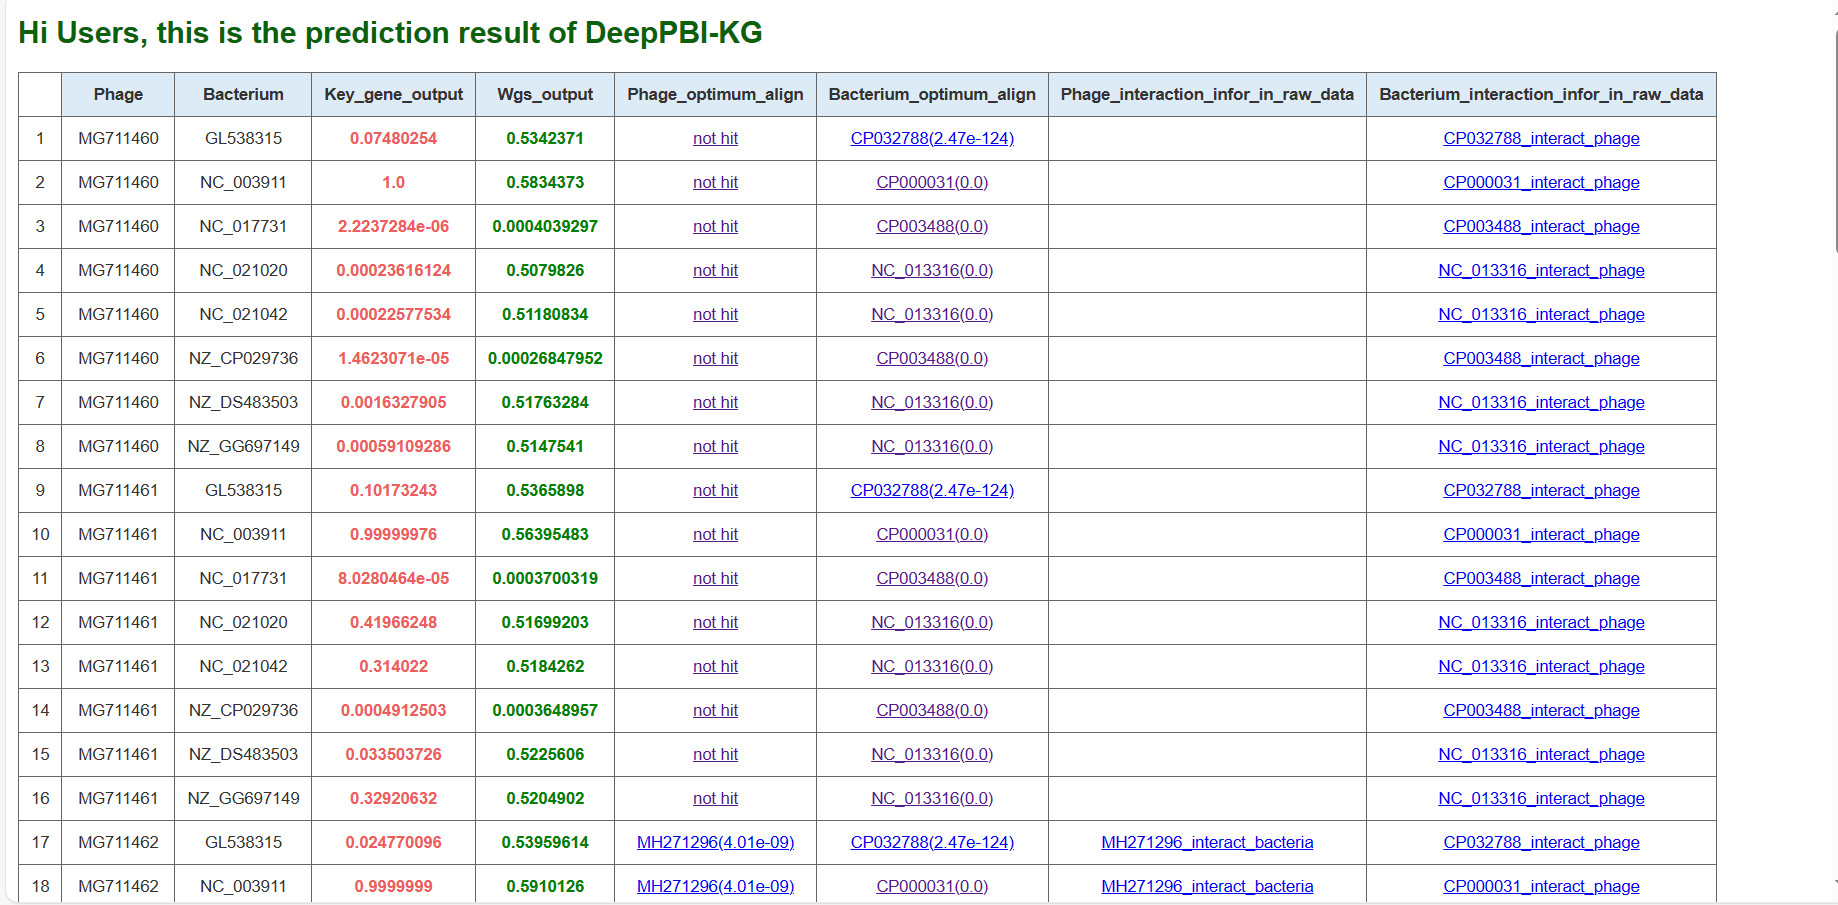 Hi Users, this is the prediction result of DeepPBI-KG
Phage Bacterium Key_gene_output Wgs_output Phage_optimum_align Bacterium_optimum_align Phage_interaction_infor_in_raw_data Bacterium_interaction_infor_in_raw_data
1 MG711460 GL538315 0.07480254 0.5342371 not hit CP032788(2.47e-124) CP032788_interact_phage
2 MG711460 NC_003911 1.0 0.5834373 not hit CP000031(0.0) CP000031_interact_phage
3 MG711460 NC_017731 2.2237284e-06 0.0004039297 not hit CP003488(0.0) CP003488_interact_phage
4 MG711460 NC_021020 0.00023616124 0.5079826 not hit NC_013316(0.0) NC_013316_interact_phage
5 MG711460 NC_021042 0.00022577534 0.51180834 not hit NC_013316(0.0) NC_013316_interact_phage
6 MG711460 NZ_CP029736 1.4623071e-05 0.00026847952 not hit CP003488(0.0) CP003488_interact_phage
7 MG711460 NZ_DS483503 0.0016327905 0.51763284 not hit NC_013316(0.0) NC_013316_interact_phage
8 MG711460 NZ_GG697149 0.00059109286 0.5147541 not hit NC_013316(0.0) NC_013316_interact_phage
9 MG711461 GL538315 0.10173243 0.5365898 not hit CP032788(2.47e-124) CP032788_interact_phage
10 MG711461 NC_003911 0.99999976 0.56395483 not hit CP000031(0.0) CP000031_interact_phage
11 MG711461 NC_017731 8.0280464e-05 0.0003700319 not hit CP003488(0.0) CP003488_interact_phage
12 MG711461 NC_021020 0.41966248 0.51699203 not hit NC_013316(0.0) NC_013316_interact_phage
13 MG711461 NC_021042 0.314022 0.5184262 not hit NC_013316(0.0) NC_013316_interact_phage
14 MG711461 NZ_CP029736 0.0004912503 0.0003648957 not hit CP003488(0.0) CP003488_interact_phage
15 MG711461 NZ_DS483503 0.033503726 0.5225606 not hit NC_013316(0.0) NC_013316_interact_phage
16 MG711461 NZ_GG697149 0.32920632 0.5204902 not hit NC_013316(0.0) NC_013316_interact_phage
17 MG711462 GL538315 0.024770096 0.53959614 MH271296(4.01e-09) CP032788(2.47e-124) MH271296_interact_bacteria CP032788_interact_phage
18 MG711462 NC_003911 0.9999999 0.5910126 MH271296(4.01e-09) CP000031(0.0) MH271296_interact_bacteria CP000031_interact_phage